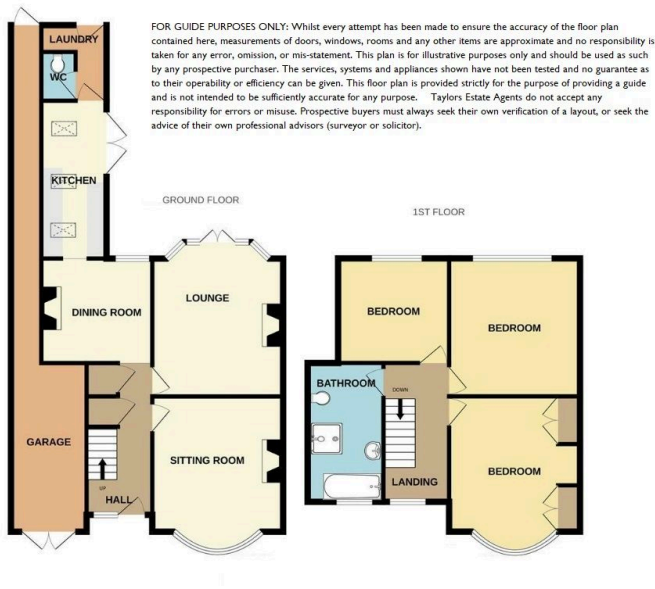 FOR GUIDE PURPOSES ONLY: Whilst every attempt has been made to ensure the accuracy of the floor plan
contained here, measurements of doors, windows, rooms and any other items are approximate and no responsibility is
taken for any error, omission, or mis-statement. This plan is for illustrative purposes only and should be used as such
by any prospective purchaser. The services, systems and appliances shown have not been tested and no guarantee as
to their operability or efficiency can be given. This floor plan is provided strictly for the purpose of providing a guide
and is not intended to be sufficiently accurate for any purpose. Taylors Estate Agents do not accept any
responsibility for errors or misuse. Prospective buyers must always seek their own verification of a layout, or seek the
advice of their own professional advisors (surveyor or solicitor).
LAUNDRY
WC
KITCHEN
GROUND FLOOR
DINING ROOM
LOUNGE
GARAGE
SITTING ROOM
UP
HALL
1ST FLOOR
BEDROOM
BEDROOM
BATHROOM
DOWN
BEDROOM
LANDING